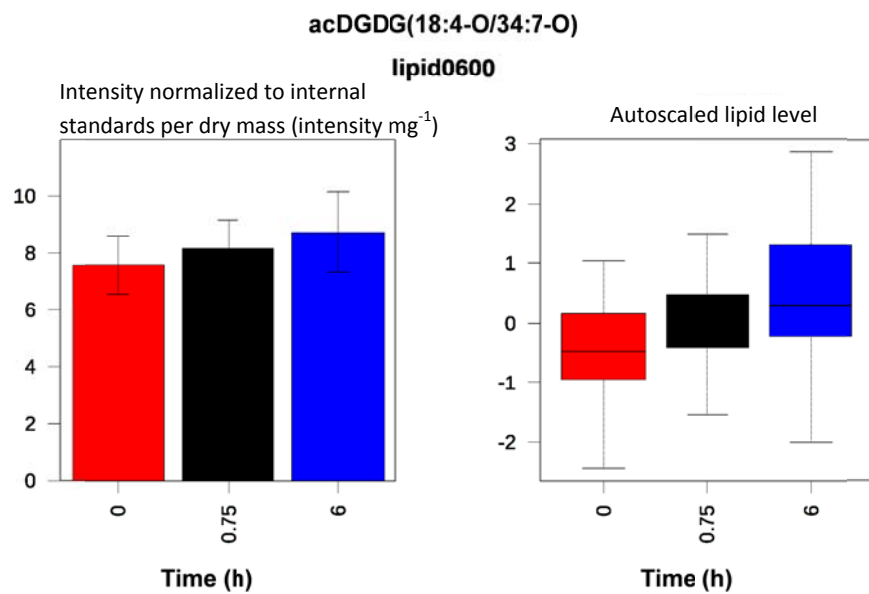 acDGDG(18:4-O/34:7-O)
lipid0600
Intensity normalized to internal
standards per dry mass (intensity mg⁻¹)
10
8
6
4
2
0
0
0.75
6
Time (h)
Autoscaled lipid level
3
2
1
0
-1
-2
0
0.75
6
Time (h)